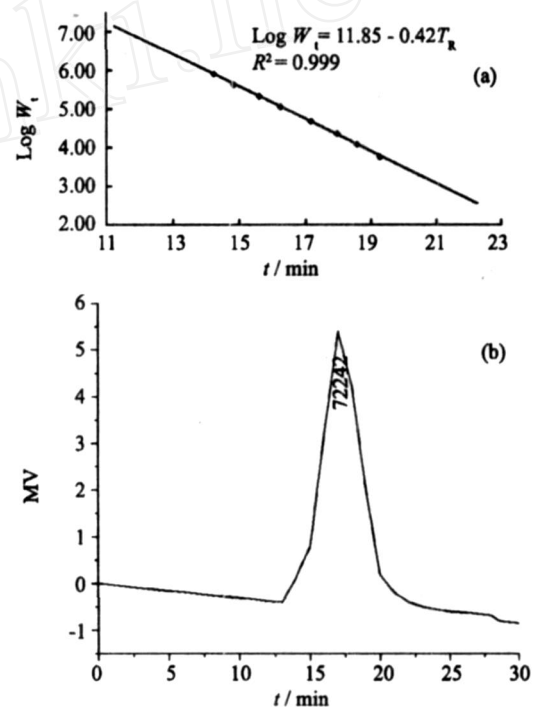 7.00
6.00
5.00
4.00
3.00
2.00
Log Wₜ
Log Wₜ = 11.85 - 0.42T_R
R² = 0.999
(a)
11 13 15 17 19 21 23
t / min
6
5
4
3
2
1
0
-1
MV
72242
(b)
0 5 10 15 20 25 30
t / min